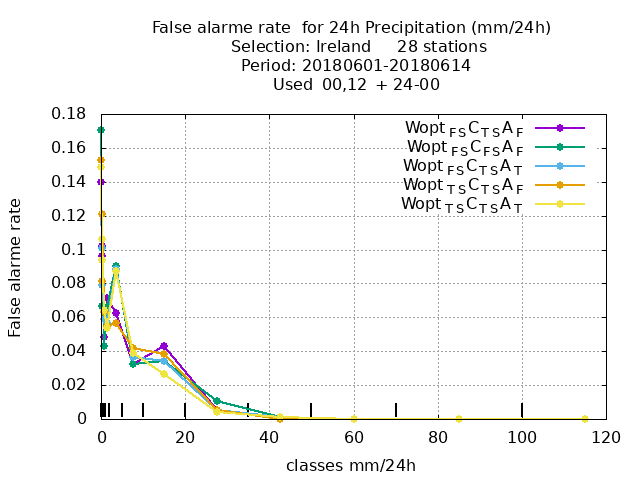 False alarme rate  for 24h Precipitation (mm/24h)
Selection: Ireland     28 stations
Period: 20180601-20180614
Used  00,12  + 24-00
Wopt FS C TS A F
Wopt FS C FS A F
Wopt FS C TS A T
Wopt TS C TS A F
Wopt TS C TS A T
False alarme rate
0.18
0.16
0.14
0.12
0.1
0.08
0.06
0.04
0.02
0
0 20 40 60 80 100 120
classes mm/24h